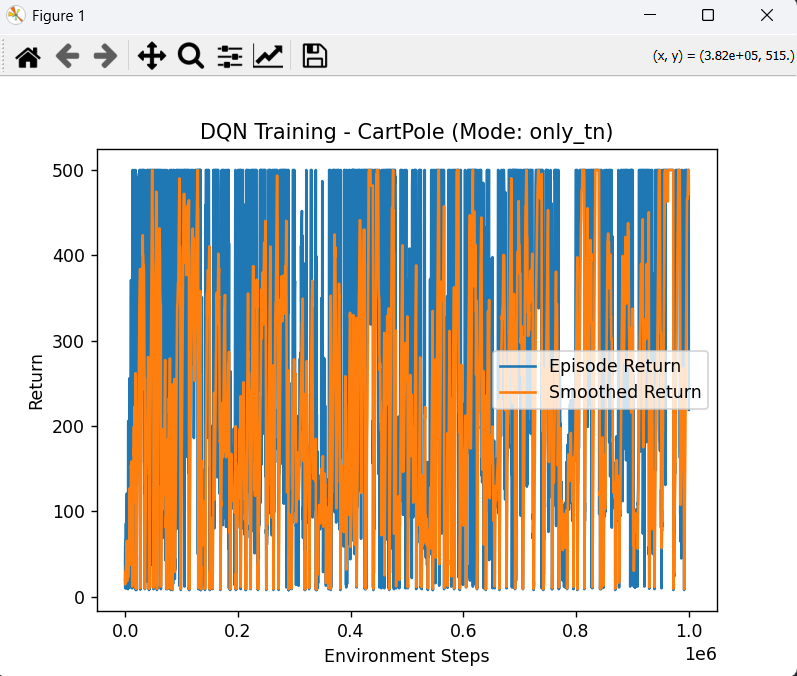 Figure 1
(x, y) = (3.82e+05, 515.)
DQN Training - CartPole (Mode: only_tn)
500
400
300
200
100
0
Return
Episode Return
Smoothed Return
0.0 0.2 0.4 0.6 0.8 1.0
1e6
Environment Steps